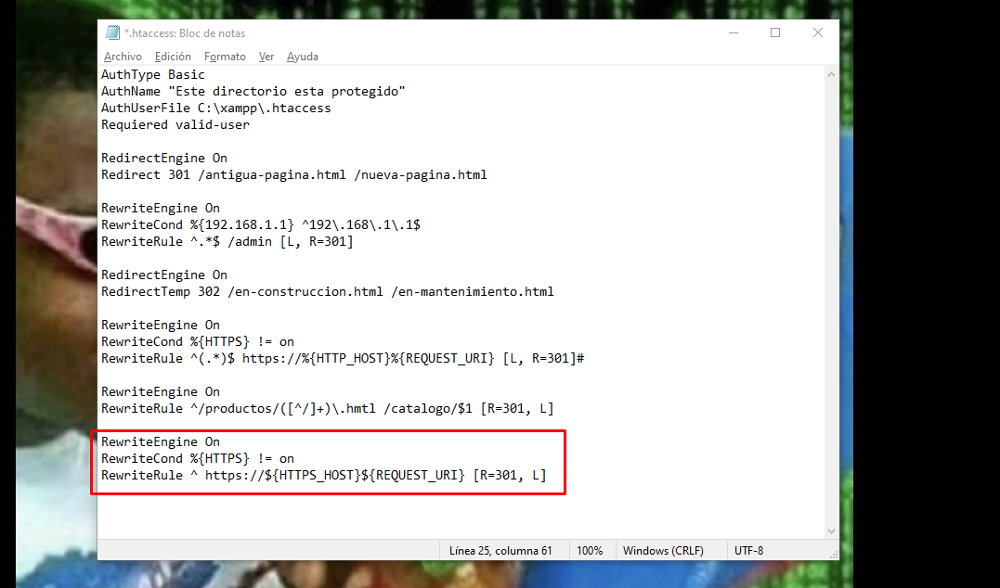 *.htaccess: Bloc de notas
Archivo Edición Formato Ver Ayuda
AuthType Basic
AuthName "Este directorio esta protegido"
AuthUserFile C:\xampp\.htaccess
Requiered valid-user
RedirectEngine On
Redirect 301 /antigua-pagina.html /nueva-pagina.html
RewriteEngine On
RewriteCond %{192.168.1.1} ^192\.168\.1\.1$
RewriteRule ^.*$ /admin [L, R=301]
RedirectEngine On
RedirectTemp 302 /en-construccion.html /en-mantenimiento.html
RewriteEngine On
RewriteCond %{HTTPS} != on
RewriteRule ^(.*)$ https://%{HTTP_HOST}%{REQUEST_URI} [L, R=301]#
RewriteEngine On
RewriteRule ^/productos/([^/]+)\.hmtl /catalogo/$1 [R=301, L]
RewriteEngine On
RewriteCond %{HTTPS} != on
RewriteRule ^ https://${HTTPS_HOST}${REQUEST_URI} [R=301, L]
Línea 25, columna 61 100% Windows (CRLF) UTF-8